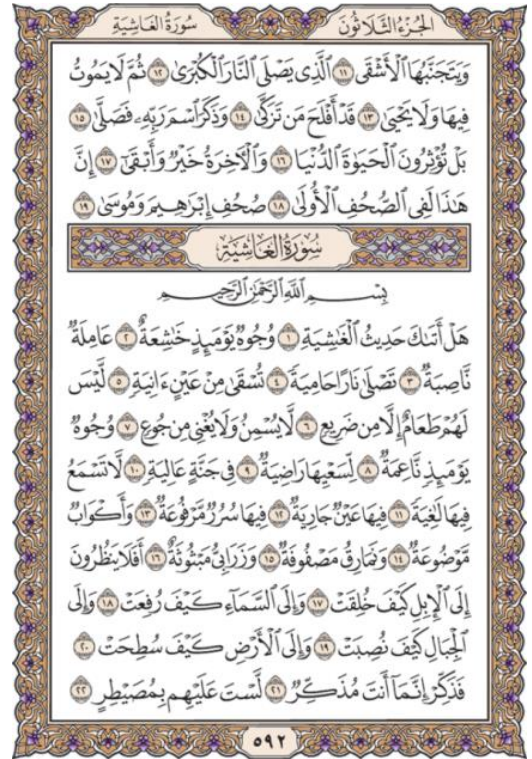 سُورَةُ الغَاشِيَةِ الجُزْءُ الثَّلَاثُونَ
وَيَتَجَنَّبُهَا ٱلْأَشْقَى ١١ ٱلَّذِى يَصْلَى ٱلنَّارَ ٱلْكُبْرَىٰ ١٢ ثُمَّ لَا يَمُوتُ
فِيهَا وَلَا يَحْيَىٰ ١٣ قَدْ أَفْلَحَ مَن تَزَكَّىٰ ١٤ وَذَكَرَ ٱسْمَ رَبِّهِۦ فَصَلَّىٰ ١٥
بَلْ تُؤْثِرُونَ ٱلْحَيَوٰةَ ٱلدُّنْيَا ١٦ وَٱلْـَٔاخِرَةُ خَيْرٌ وَأَبْقَىٰٓ ١٧ إِنَّ
هَـٰذَا لَفِى ٱلصُّحُفِ ٱلْأُولَىٰ ١٨ صُحُفِ إِبْرَٰهِيمَ وَمُوسَىٰ ١٩
سُورَةُ الغَاشِيَةِ
بِسْمِ ٱللَّهِ ٱلرَّحْمَـٰنِ ٱلرَّحِيمِ
هَلْ أَتَىٰكَ حَدِيثُ ٱلْغَـٰشِيَةِ ١ وُجُوهٌ يَوْمَئِذٍ خَـٰشِعَةٌ ٢ عَامِلَةٌ
نَّاصِبَةٌ ٣ تَصْلَىٰ نَارًا حَامِيَةً ٤ تُسْقَىٰ مِنْ عَيْنٍ ءَانِيَةٍ ٥ لَّيْسَ
لَهُمْ طَعَامٌ إِلَّا مِن ضَرِيعٍ ٦ لَّا يُسْمِنُ وَلَا يُغْنِى مِن جُوعٍ ٧ وُجُوهٌ
يَوْمَئِذٍ نَّاعِمَةٌ ٨ لِّسَعْيِهَا رَاضِيَةٌ ٩ فِى جَنَّةٍ عَالِيَةٍ ١٠ لَّا تَسْمَعُ
فِيهَا لَـٰغِيَةً ١١ فِيهَا عَيْنٌ جَارِيَةٌ ١٢ فِيهَا سُرُرٌ مَّرْفُوعَةٌ ١٣ وَأَكْوَابٌ
مَّوْضُوعَةٌ ١٤ وَنَمَارِقُ مَصْفُوفَةٌ ١٥ وَزَرَابِىُّ مَبْثُوثَةٌ ١٦ أَفَلَا يَنظُرُونَ
إِلَى ٱلْإِبِلِ كَيْفَ خُلِقَتْ ١٧ وَإِلَى ٱلسَّمَآءِ كَيْفَ رُفِعَتْ ١٨ وَإِلَى
ٱلْجِبَالِ كَيْفَ نُصِبَتْ ١٩ وَإِلَى ٱلْأَرْضِ كَيْفَ سُطِحَتْ ٢٠
فَذَكِّرْ إِنَّمَآ أَنتَ مُذَكِّرٌ ٢١ لَّسْتَ عَلَيْهِم بِمُصَيْطِرٍ ٢٢
٥٩٢